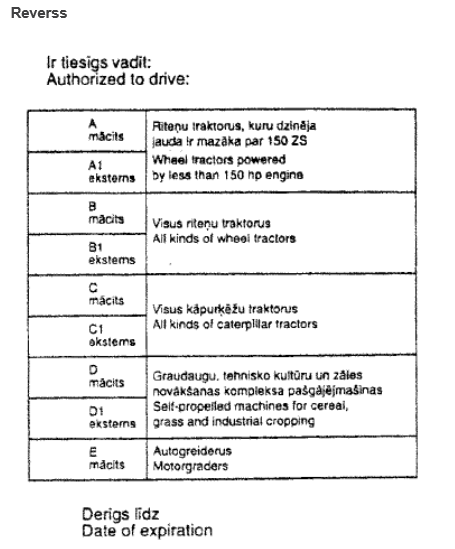 Reverss
Ir tiesīgs vadīt:
Authorized to drive:
A
mācīts
A1
eksterns
Riteņu traktorus, kuru dzinēja
jauda ir mazāka par 150 ZS
Wheel tractors powered
by less than 150 hp engine
B
mācīts
B1
eksterns
Visus riteņu traktorus
All kinds of wheel tractors
C
mācīts
C1
eksterns
Visus kāpurķēžu traktorus
All kinds of caterpillar tractors
D
mācīts
D1
eksterns
Graudaugu, tehnisko kultūru un zāles
novākšanas kompleksa pašgājējmašīnas
Self-propelled machines for cereal,
grass and industrial cropping
E
mācīts
Autogreiderus
Motorgraders
Derīgs līdz
Date of expiration